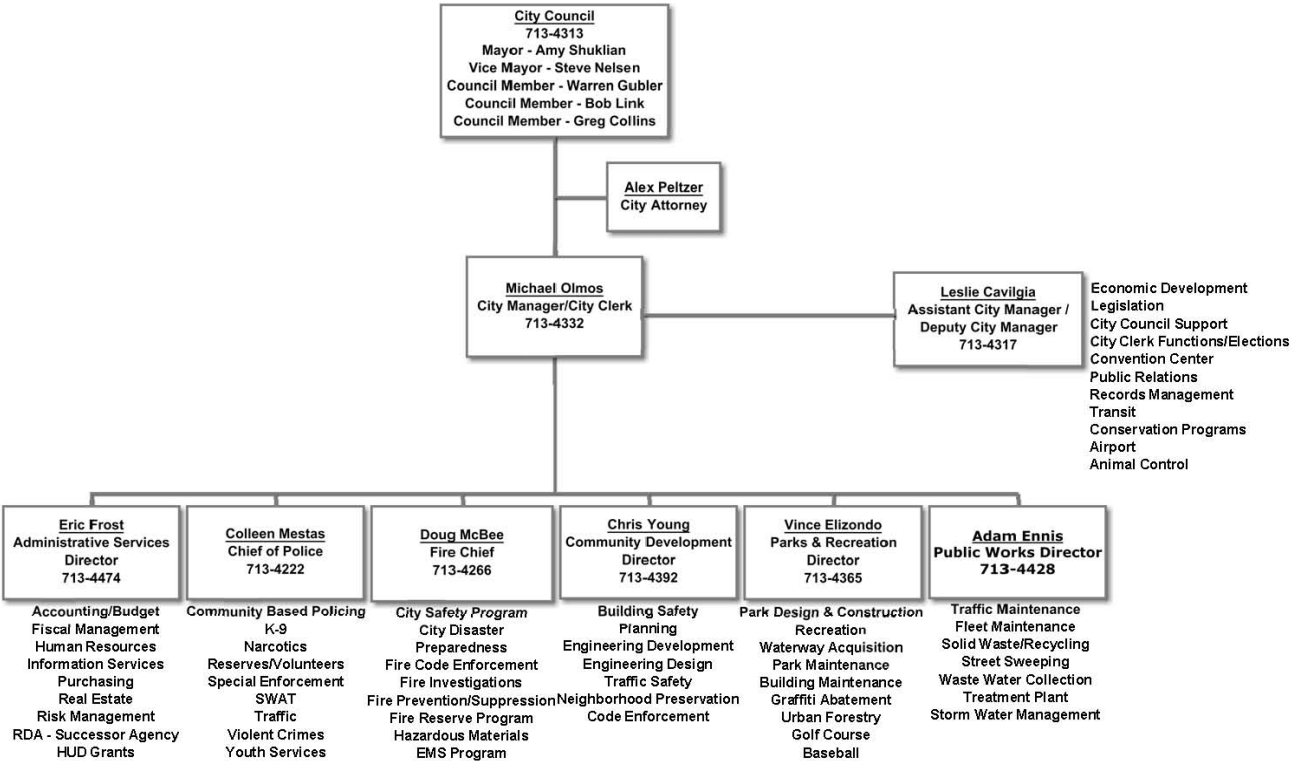 City Council
713-4313
Mayor - Amy Shuklian
Vice Mayor - Steve Nelsen
Council Member - Warren Gubler
Council Member - Bob Link
Council Member - Greg Collins
Alex Peltzer
City Attorney
Michael Olmos
City Manager/City Clerk
713-4332
Leslie Cavilgia
Assistant City Manager /
Deputy City Manager
713-4317
Economic Development
Legislation
City Council Support
City Clerk Functions/Elections
Convention Center
Public Relations
Records Management
Transit
Conservation Programs
Airport
Animal Control
Eric Frost
Administrative Services
Director
713-4474
Accounting/Budget
Fiscal Management
Human Resources
Information Services
Purchasing
Real Estate
Risk Management
RDA - Successor Agency
HUD Grants
Colleen Mestas
Chief of Police
713-4222
Community Based Policing
K-9
Narcotics
Reserves/Volunteers
Special Enforcement
SWAT
Traffic
Violent Crimes
Youth Services
Doug McBee
Fire Chief
713-4266
City Safety Program
City Disaster
Preparedness
Fire Code Enforcement
Fire Investigations
Fire Prevention/Suppression
Fire Reserve Program
Hazardous Materials
EMS Program
Chris Young
Community Development
Director
713-4392
Building Safety
Planning
Engineering Development
Engineering Design
Traffic Safety
Neighborhood Preservation
Code Enforcement
Vince Elizondo
Parks & Recreation
Director
713-4365
Park Design & Construction
Recreation
Waterway Acquisition
Park Maintenance
Building Maintenance
Graffiti Abatement
Urban Forestry
Golf Course
Baseball
Adam Ennis
Public Works Director
713-4428
Traffic Maintenance
Fleet Maintenance
Solid Waste/Recycling
Street Sweeping
Waste Water Collection
Treatment Plant
Storm Water Management